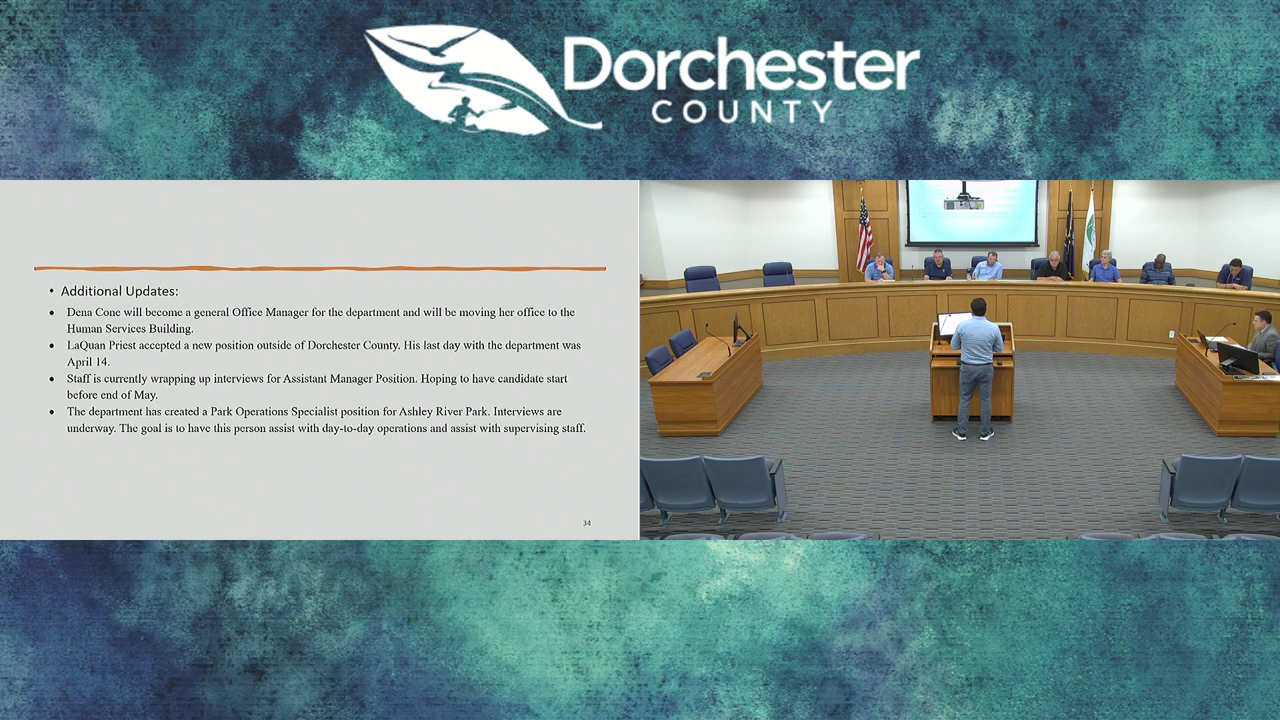 Dorchester
COUNTY
• Additional Updates:
• Dena Cone will become a general Office Manager for the department and will be moving her office to the
Human Services Building.
• LaQuan Priest accepted a new position outside of Dorchester County. His last day with the department was
April 14.
• Staff is currently wrapping up interviews for Assistant Manager Position. Hoping to have candidate start
before end of May.
• The department has created a Park Operations Specialist position for Ashley River Park. Interviews are
underway. The goal is to have this person assist with day-to-day operations and assist with supervising staff.
34